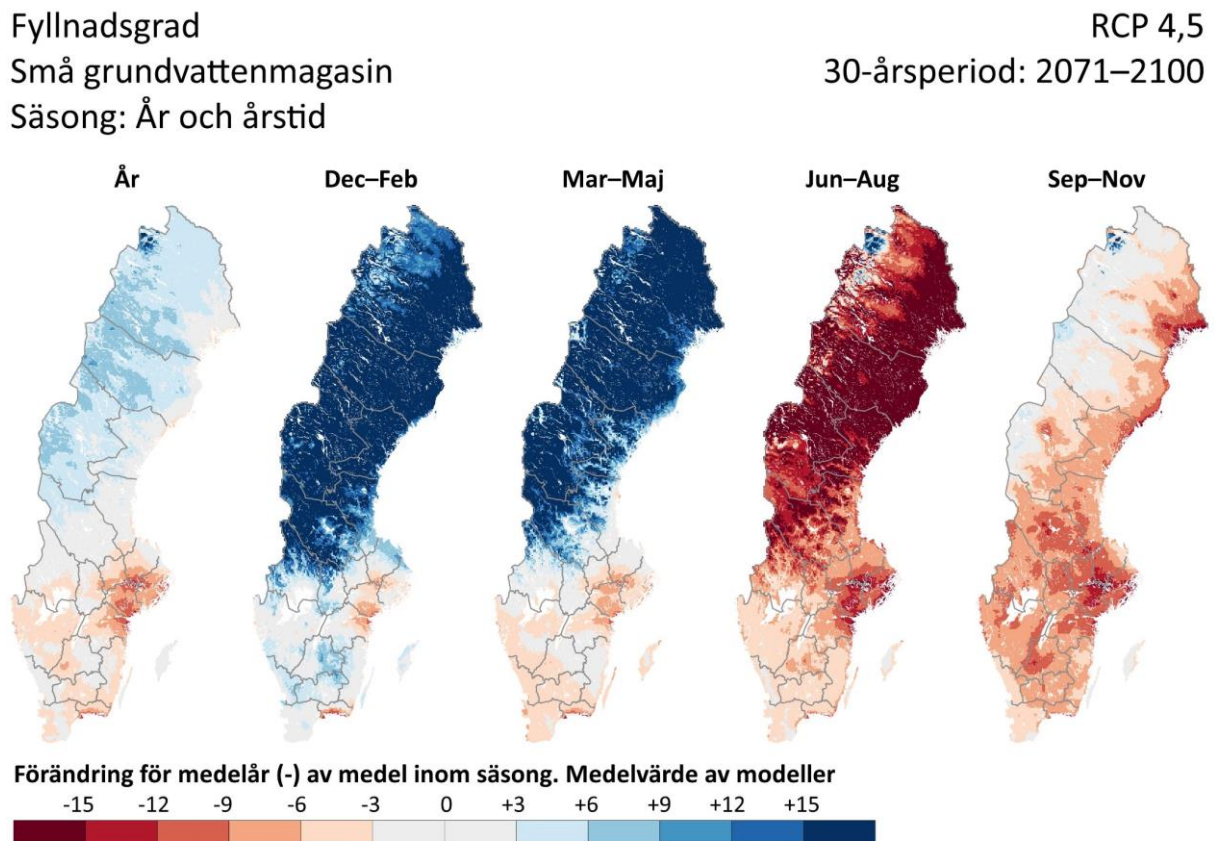 Fyllnadsgrad
Små grundvattenmagasin
Säsong: År och årstid
RCP 4,5
30-årsperiod: 2071–2100
År Dec–Feb Mar–Maj Jun–Aug Sep–Nov
Förändring för medelår (-) av medel inom säsong. Medelvärde av modeller
-15 -12 -9 -6 -3 0 +3 +6 +9 +12 +15